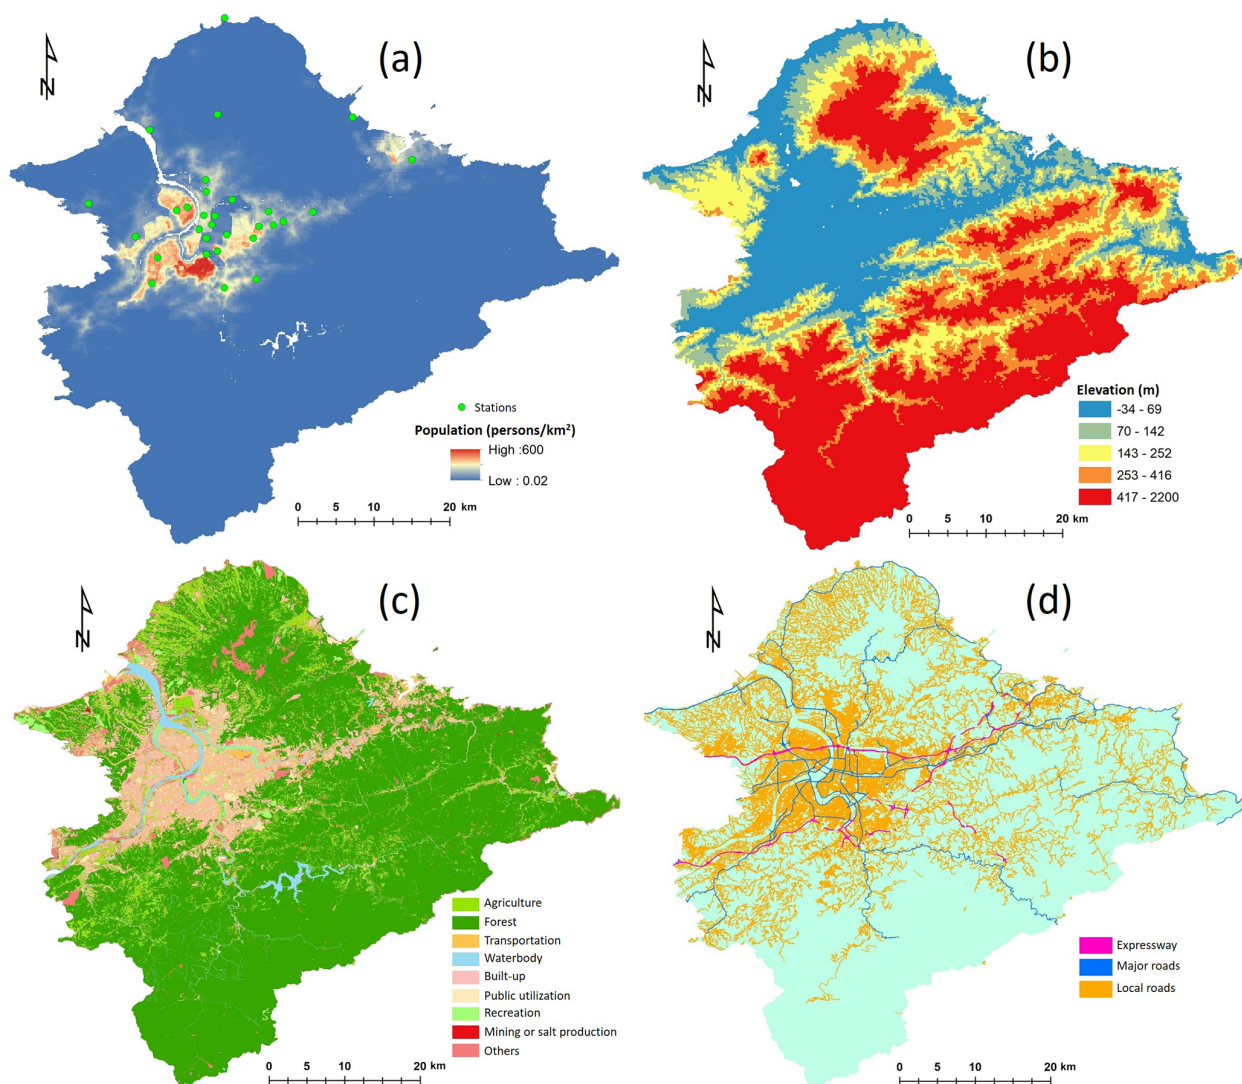 (a)
N
Stations
Population (persons/km²)
High :600
Low : 0.02
0 10 20 km
(b)
N
Elevation (m)
-34 - 69
70 - 142
143 - 252
253 - 416
417 - 2200
0 5 10 20 km
(c)
N
Agriculture
Forest
Transportation
Waterbody
Built-up
Public utilization
Recreation
Mining or salt production
Others
0 5 10 20 km
(d)
N
Expressway
Major roads
Local roads
0 5 10 20 km